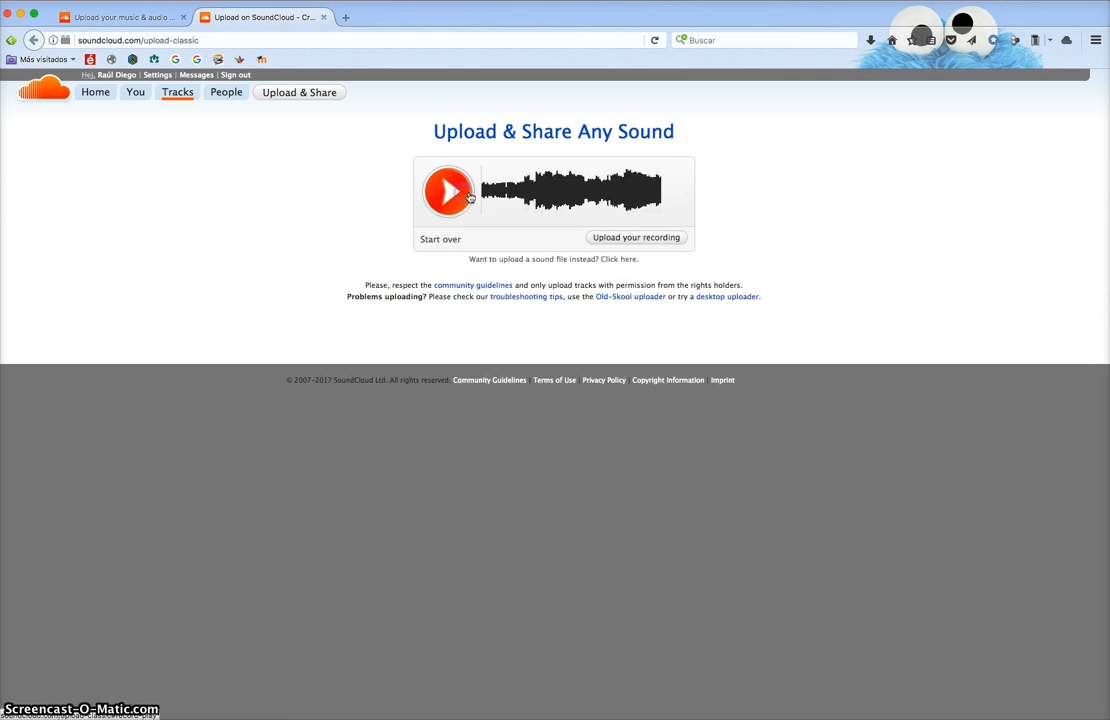 Upload your music & audio ...
Upload on SoundCloud - Cr...
soundcloud.com/upload-classic
Buscar
Más visitados
Hej, Raúl Diego Settings Messages Sign out
Home You Tracks People Upload & Share
Upload & Share Any Sound
Start over
Upload your recording
Want to upload a sound file instead? Click here.
Please, respect the community guidelines and only upload tracks with permission from the rights holders.
Problems uploading? Please check our troubleshooting tips, use the Old-Skool uploader or try a desktop uploader.
© 2007-2017 SoundCloud Ltd. All rights reserved. Community Guidelines | Terms of Use | Privacy Policy | Copyright Information | Imprint
Screencast-O-Matic.com